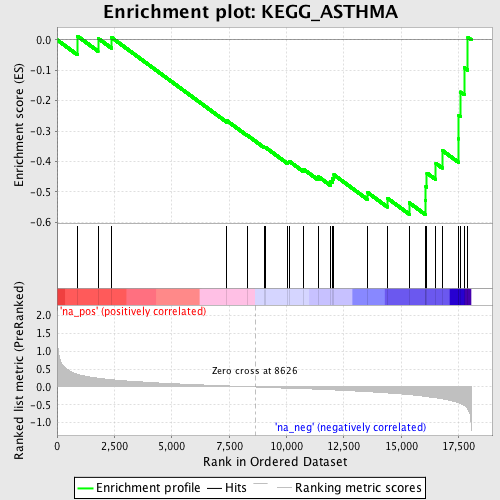 Enrichment plot: KEGG_ASTHMA
Enrichment score (ES)
0.0
-0.1
-0.2
-0.3
-0.4
-0.5
-0.6
'na_pos' (positively correlated)
Ranked list metric (PreRanked)
2.0
1.5
1.0
0.5
0.0
-0.5
-1.0
Zero cross at 8626
'na_neg' (negatively correlated)
0 2,500 5,000 7,500 10,000 12,500 15,000 17,500
Rank in Ordered Dataset
Enrichment profile Hits Ranking metric scores